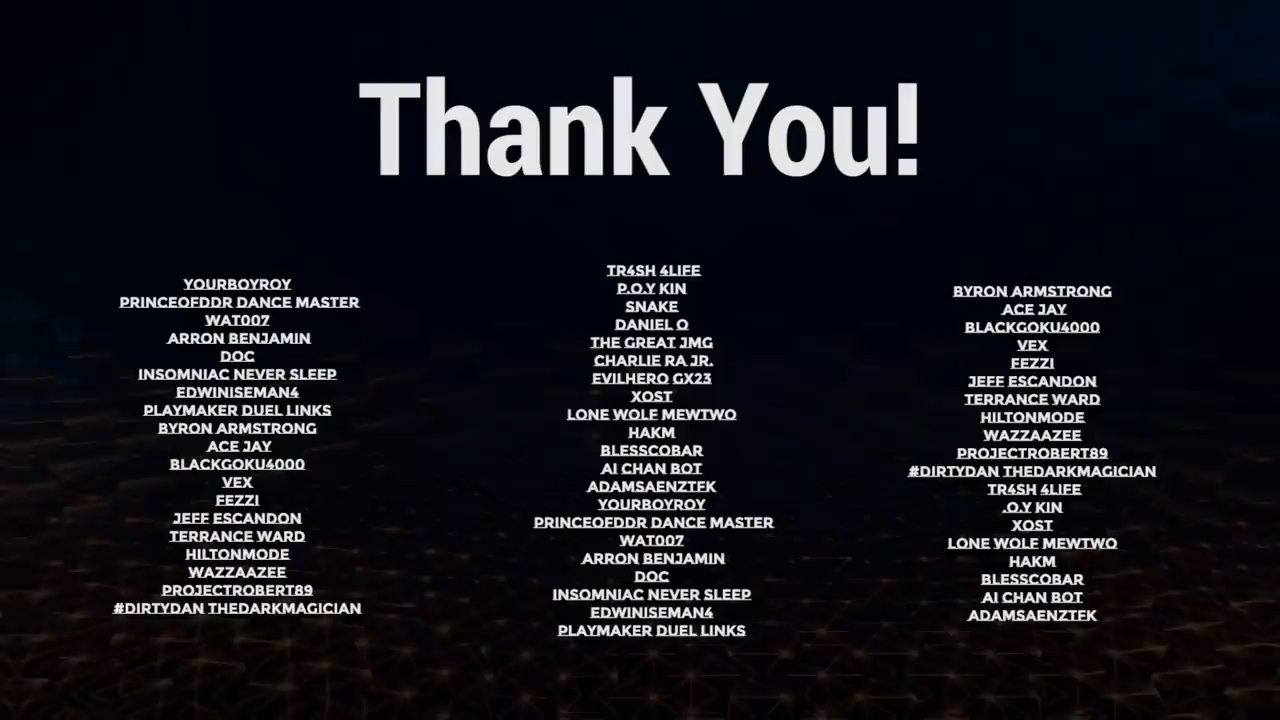 Thank You!
YOURBOYROY
PRINCEOFDDR DANCE MASTER
WAT007
ARRON BENJAMIN
DOC
INSOMNIAC NEVER SLEEP
EDWINISEMAN4
PLAYMAKER DUEL LINKS
BYRON ARMSTRONG
ACE JAY
BLACKGOKU4000
VEX
FEZZI
JEFF ESCANDON
TERRANCE WARD
HILTONMODE
WAZZAAZEE
PROJECTROBERT89
#DIRTYDAN THEDARKMAGICIAN
TR4SH 4LIFE
P.O.Y KIN
SNAKE
DANIEL O
THE GREAT JMG
CHARLIE RA JR.
EVILHERO GX23
XOST
LONE WOLF MEWTWO
HAKM
BLESSCOBAR
AI CHAN BOT
ADAMSAENZTFK
YOURBOYROY
PRINCEOFDDR DANCE MASTER
WAT007
ARRON BENJAMIN
DOC
INSOMNIAC NEVER SLEEP
EDWINISEMAN4
PLAYMAKER DUEL LINKS
BYRON ARMSTRONG
ACE JAY
BLACKGOKU4000
VEX
FEZZI
JEFF ESCANDON
TERRANCE WARD
HILTONMODE
WAZZAAZEE
PROJECTROBERT89
#DIRTYDAN THEDARKMAGICIAN
TR4SH 4LIFE
.O.Y KIN
XOST
LONE WOLF MEWTWO
HAKM
BLESSCOBAR
AI CHAN BOT
ADAMSAENZTFK